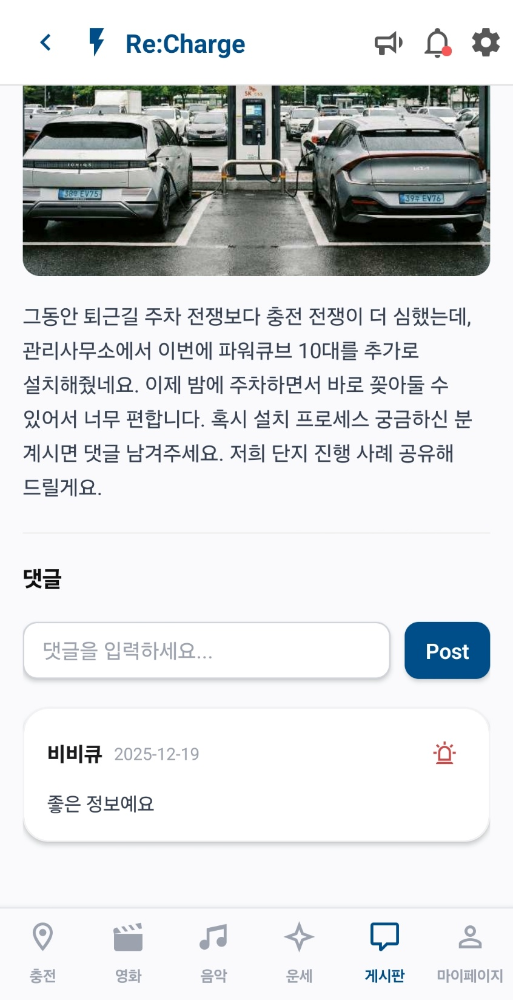 Re:Charge
SK
IONIQ5
38우 EV75
KIA
39우 EV76
그동안 퇴근길 주차 전쟁보다 충전 전쟁이 더 심했는데,
관리사무소에서 이번에 파워큐브 10대를 추가로
설치해줬네요. 이제 밤에 주차하면서 바로 꽂아둘 수
있어서 너무 편합니다. 혹시 설치 프로세스 궁금하신 분
계시면 댓글 남겨주세요. 저희 단지 진행 사례 공유해
드릴게요.
댓글
댓글을 입력하세요...
Post
비비큐 2025-12-19
좋은 정보예요
충전 영화 음악 운세 게시판 마이페이지